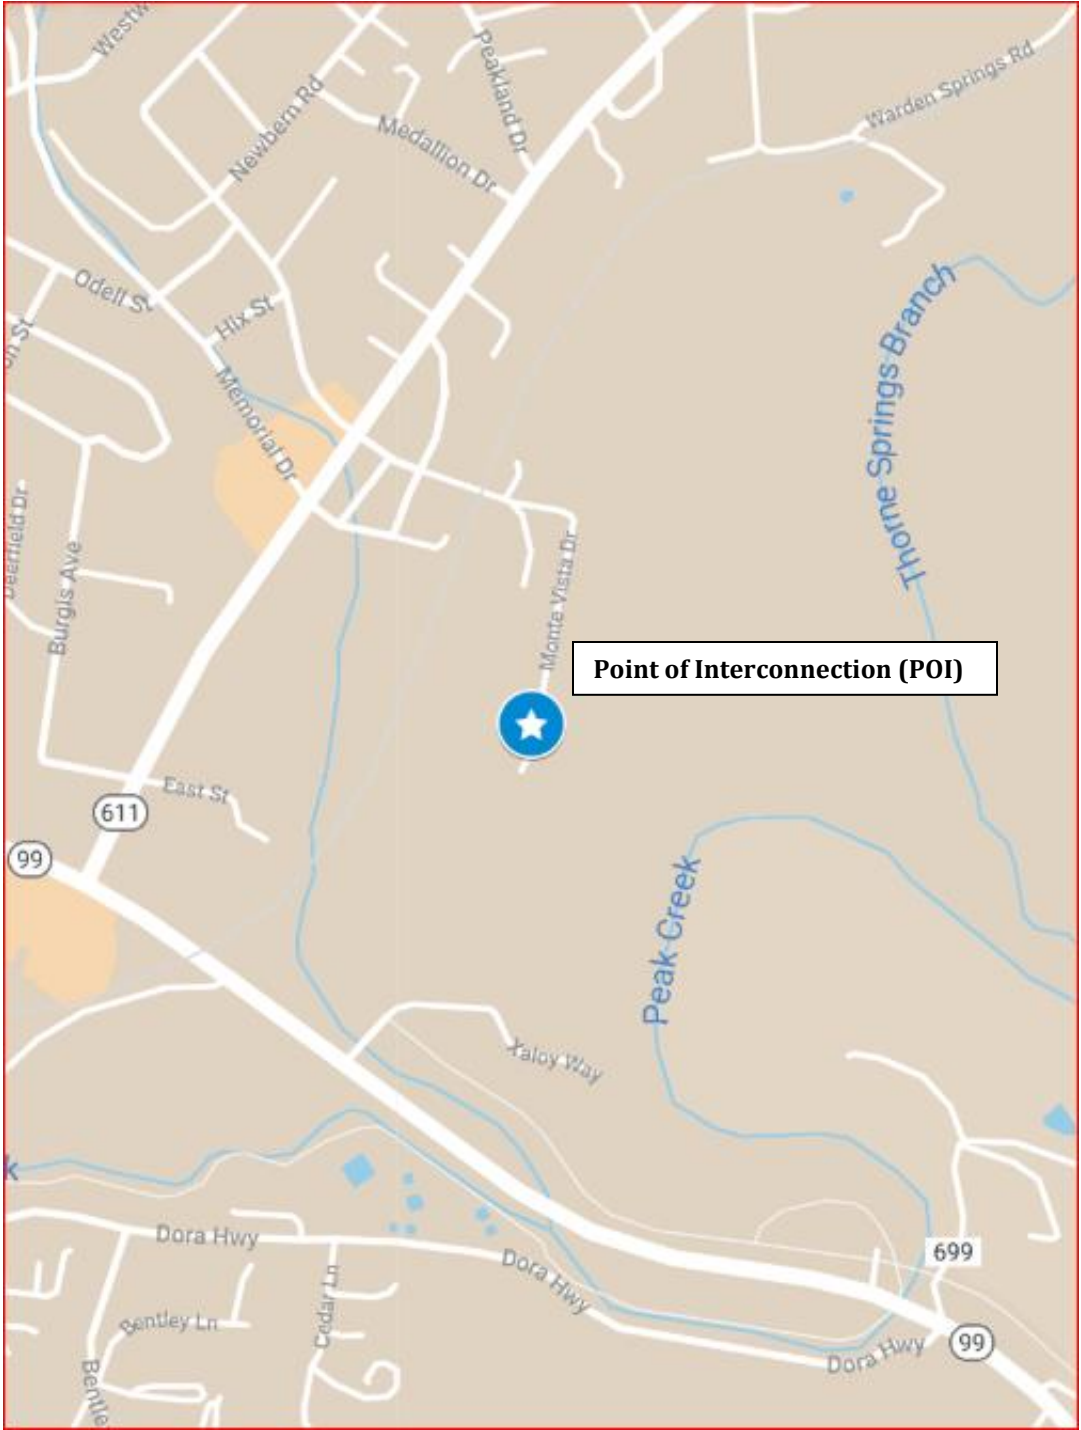 Westw
Peakland Dr
Warden Springs Rd
Newbern Rd
Medallion Dr
Odell St
Hix St
Thorne Springs Branch
on St
Memorial Dr
Deerfield Dr
Burgis Ave
Monte Vista Dr
Point of Interconnection (POI)
East St
611
99
Peak Creek
Xaloy Way
k
Dora Hwy
699
Dora Hwy
Cedar Ln
Bentley Ln
99
Dora Hwy
Bentle